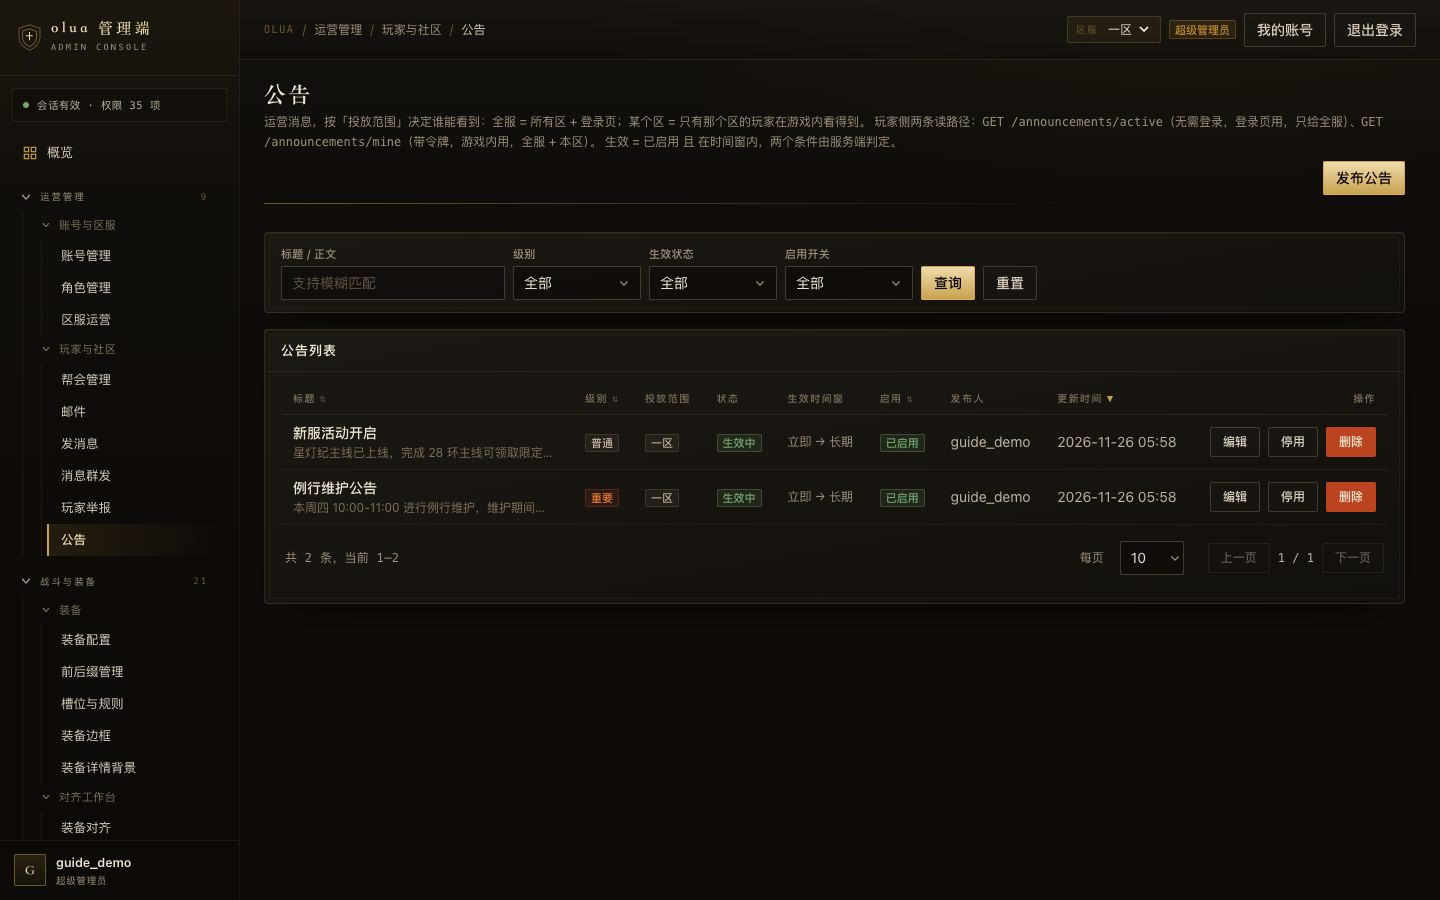 olua 管理端
ADMIN CONSOLE
会话有效 · 权限 35 项
概览
运营管理 9
账号与区服
账号管理
角色管理
区服运营
玩家与社区
帮会管理
邮件
发消息
消息群发
玩家举报
公告
战斗与装备 21
装备
装备配置
前后缀管理
槽位与规则
装备边框
装备详情背景
对齐工作台
装备对齐
G
guide_demo
超级管理员
OLUA / 运营管理 / 玩家与社区 / 公告
区服 一区
超级管理员
我的账号
退出登录
公告
运营消息，按「投放范围」决定谁能看到：全服 = 所有区 + 登录页；某个区 = 只有那个区的玩家在游戏内看得到。 玩家侧两条读路径：GET /announcements/active（无需登录，登录页用，只给全服）、GET
/announcements/mine（带令牌，游戏内用，全服 + 本区）。 生效 = 已启用 且 在时间窗内，两个条件由服务端判定。
发布公告
标题 / 正文 级别 生效状态 启用开关
支持模糊匹配 全部 全部 全部 查询 重置
公告列表
标题 ⇅ 级别 ⇅ 投放范围 状态 生效时间窗 启用 ⇅ 发布人 更新时间 ▼ 操作
新服活动开启
星灯纪主线已上线，完成 28 环主线可领取限定...
普通 一区 生效中 立即 → 长期 已启用 guide_demo 2026-11-26 05:58 编辑 停用 删除
例行维护公告
本周四 10:00-11:00 进行例行维护，维护期间...
重要 一区 生效中 立即 → 长期 已启用 guide_demo 2026-11-26 05:58 编辑 停用 删除
共 2 条，当前 1–2 每页 10 上一页 1 / 1 下一页